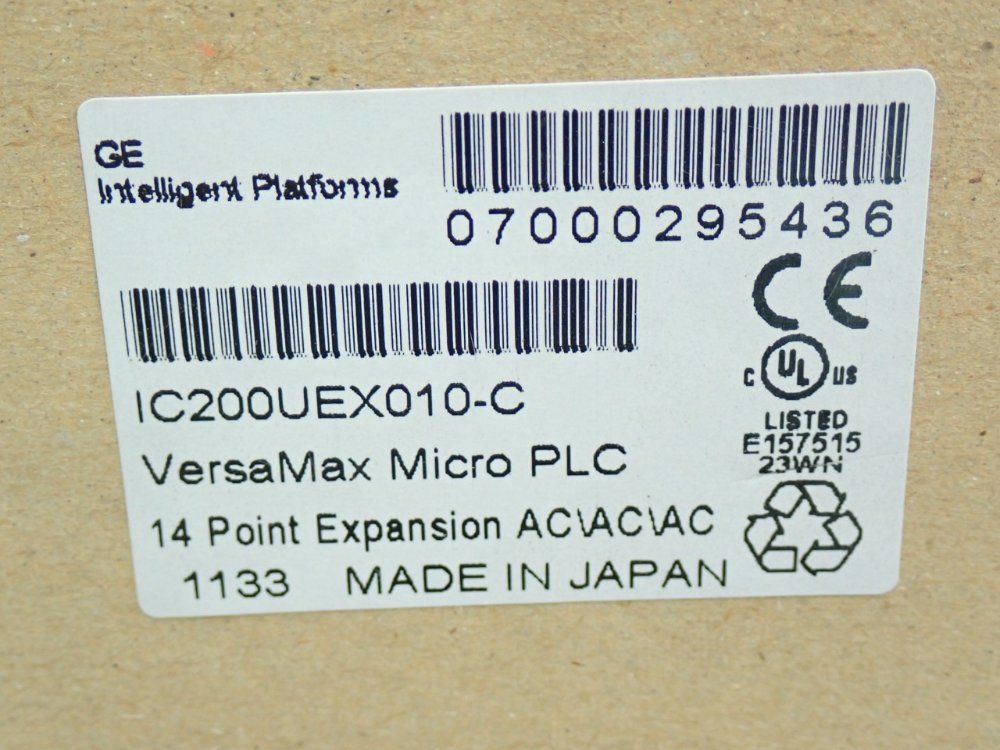 GE
Intelligent Platforms
07000295436
IC200UEX010-C
VersaMax Micro PLC
14 Point Expansion AC\AC\AC
1133 MADE IN JAPAN
CE
C UL US
LISTED
E157515
23WN